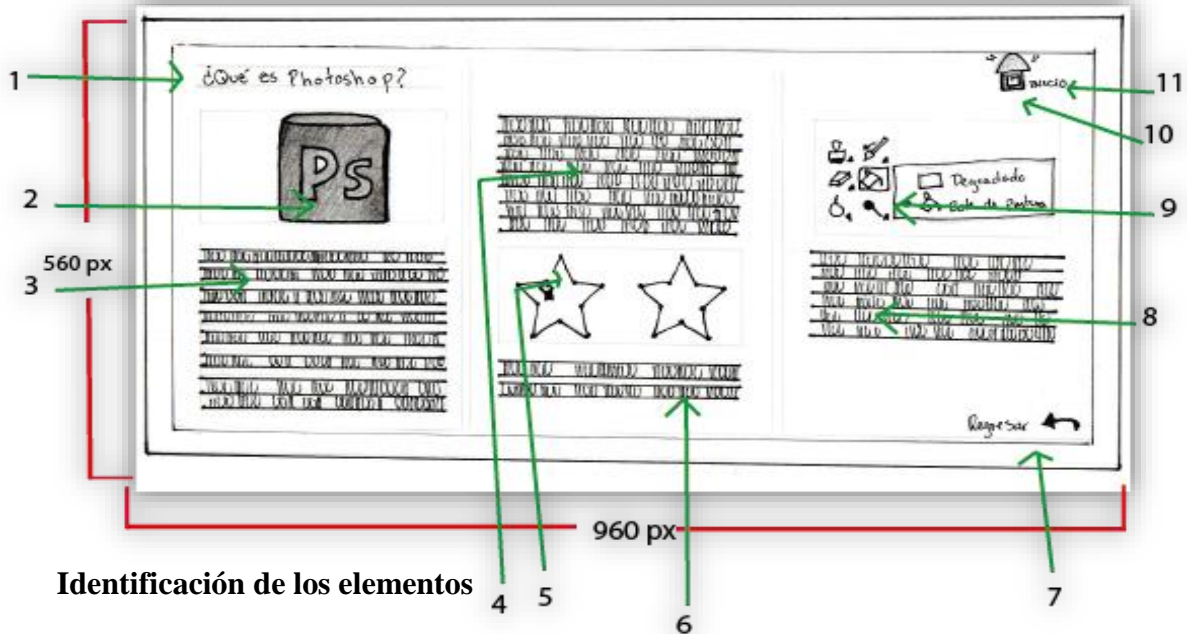 ¿Qué es Photoshop?
Ps
INICIO
Degradado
Bote de Pintura
Regresar
1
2
3
4
5
6
7
8
9
10
11
560 px
960 px
Identificación de los elementos